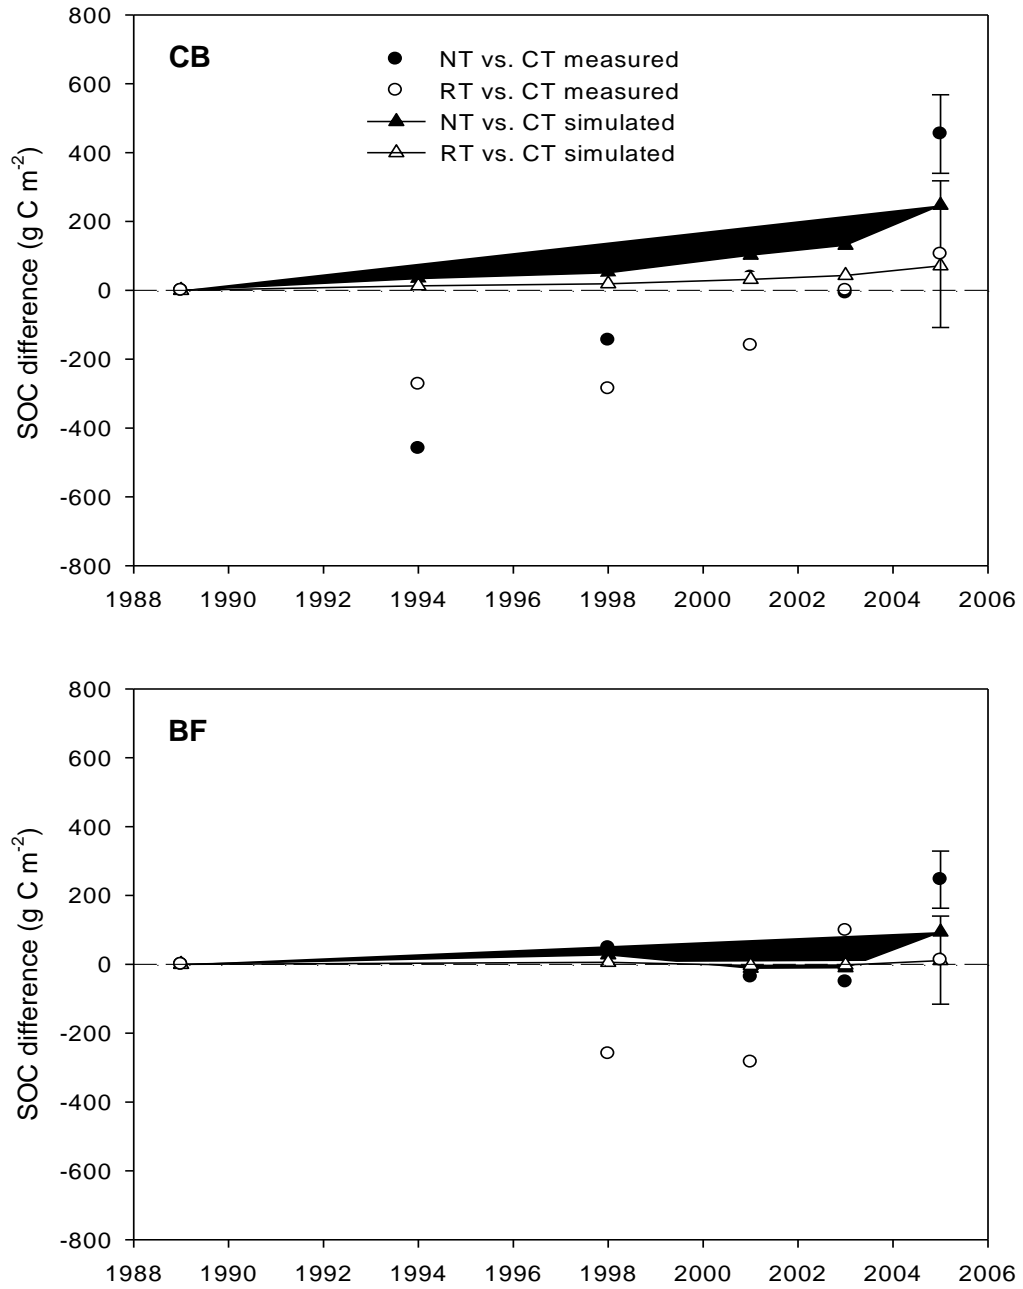 800
CB
NT vs. CT measured
RT vs. CT measured
NT vs. CT simulated
RT vs. CT simulated
600
400
200
0
-200
-400
-600
-800
SOC difference (g C m⁻²)
1988 1990 1992 1994 1996 1998 2000 2002 2004 2006
800
BF
600
400
200
0
-200
-400
-600
-800
SOC difference (g C m⁻²)
1988 1990 1992 1994 1996 1998 2000 2002 2004 2006